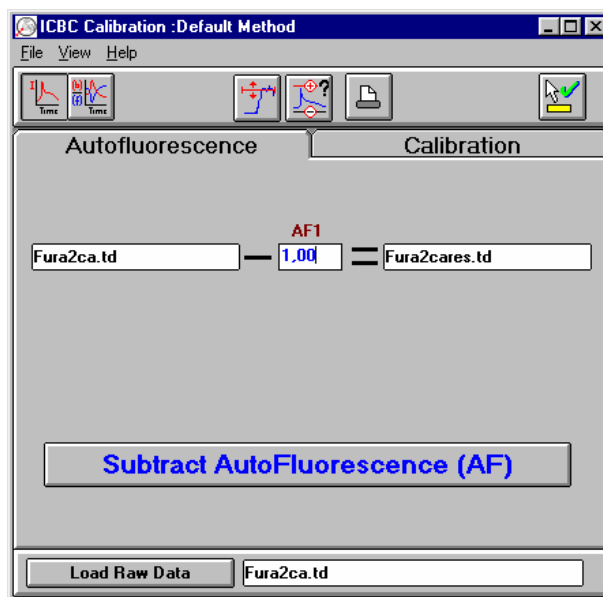 ICBC Calibration :Default Method
File View Help
I Time (b) (f) Time ?
Autofluorescence Calibration
AF1
Fura2ca.td — 1,00 = Fura2cares.td
Subtract AutoFluorescence (AF)
Load Raw Data Fura2ca.td